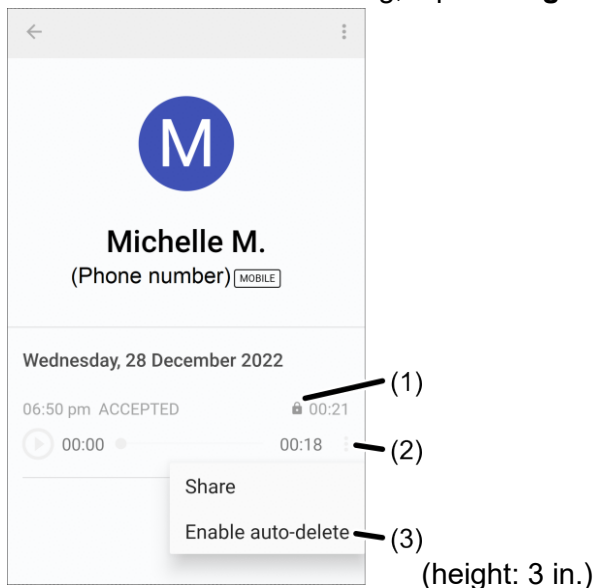 M
Michelle M.
(Phone number) MOBILE
Wednesday, 28 December 2022
06:50 pm ACCEPTED 00:21 (1)
00:00 00:18 (2)
Share
Enable auto-delete (3)
(height: 3 in.)